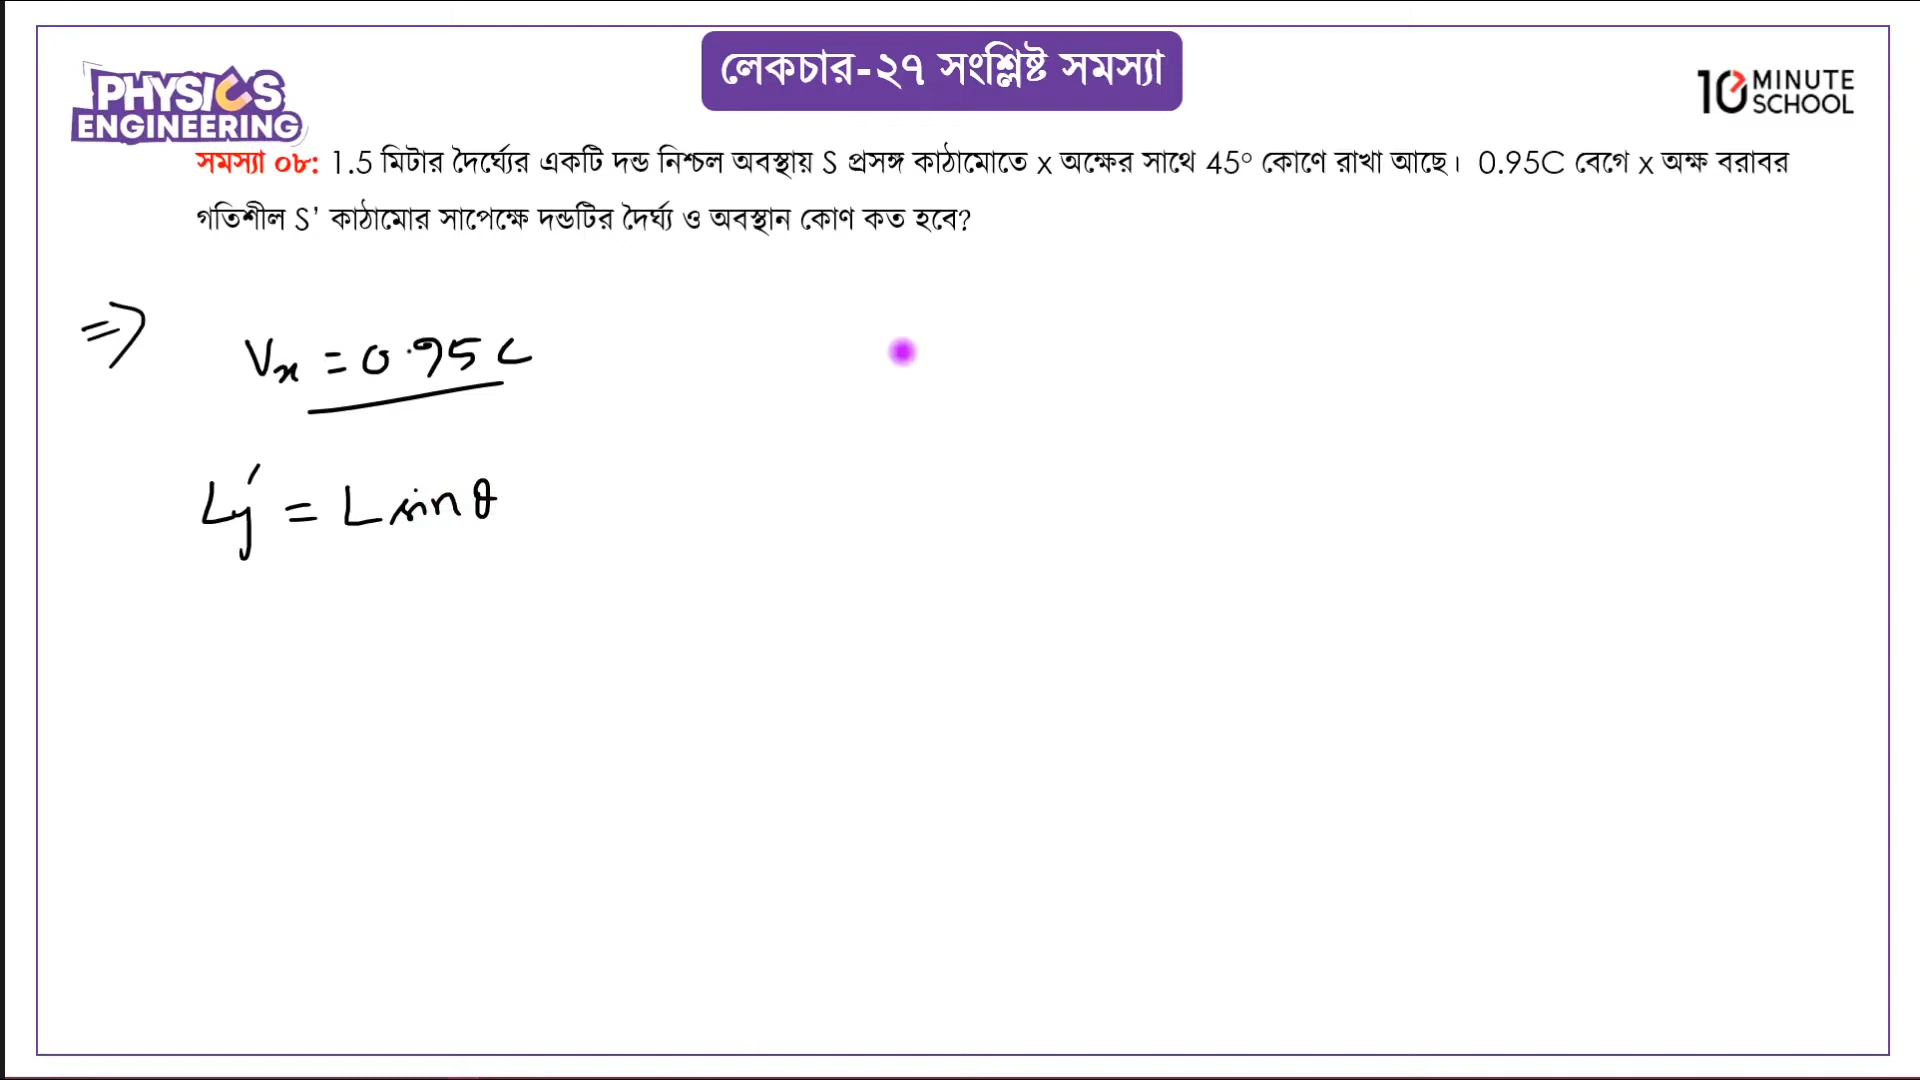 লেকচার-২৭ সংশ্লিষ্ট সমস্যা
PHYSICS
ENGINEERING
10 MINUTE
SCHOOL
সমস্যা ০৮: 1.5 মিটার দৈর্ঘ্যের একটি দন্ড নিশ্চল অবস্থায় S প্রসঙ্গ কাঠামোতে x অক্ষের সাথে 45° কোণে রাখা আছে। 0.95C বেগে x অক্ষ বরাবর
গতিশীল S’ কাঠামোর সাপেক্ষে দন্ডটির দৈর্ঘ্য ও অবস্থান কোণ কত হবে?
⇒ Vx = 0.95 C
Ly' = L sin θ